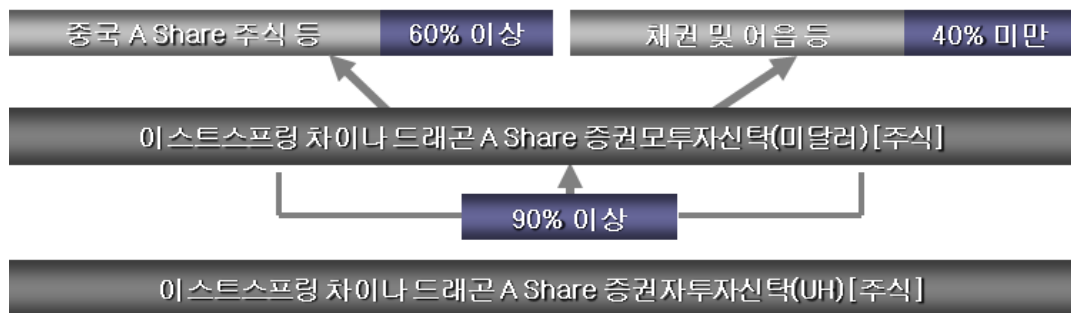 중국 A Share 주식 등 60% 이상 채권 및 어음 등 40% 미만
이스트스프링 차이나 드래곤 A Share 증권모투자신탁(미달러)[주식]
90% 이상
이스트스프링 차이나 드래곤 A Share 증권자투자신탁(UH)[주식]